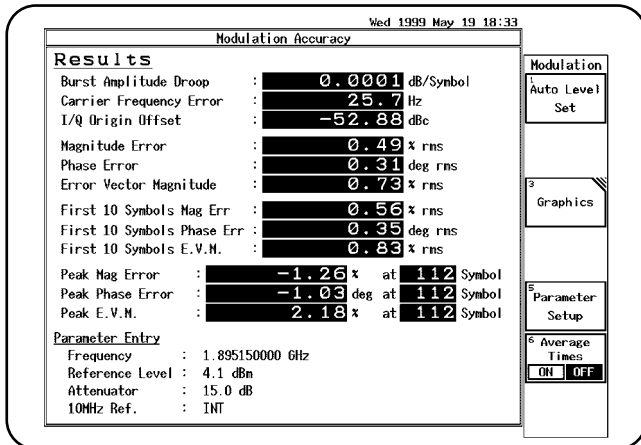 Wed 1999 May 19 18:33
Modulation Accuracy
Results
Burst Amplitude Droop : 0.0001 dB/Symbol
Carrier Frequency Error : 25.7 Hz
I/Q Origin Offset : -52.88 dBc
Magnitude Error : 0.49 % rms
Phase Error : 0.31 deg rms
Error Vector Magnitude : 0.73 % rms
First 10 Symbols Mag Err : 0.56 % rms
First 10 Symbols Phase Err : 0.35 deg rms
First 10 Symbols E.V.M. : 0.83 % rms
Peak Mag Error : -1.26 % at 112 Symbol
Peak Phase Error : -1.03 deg at 112 Symbol
Peak E.V.M. : 2.18 % at 112 Symbol
Parameter Entry
Frequency : 1.895150000 GHz
Reference Level : 4.1 dBm
Attenuator : 15.0 dB
10MHz Ref. : INT
Modulation
1
Auto Level
Set
3
Graphics
5
Parameter
Setup
6
Average
Times
ON OFF